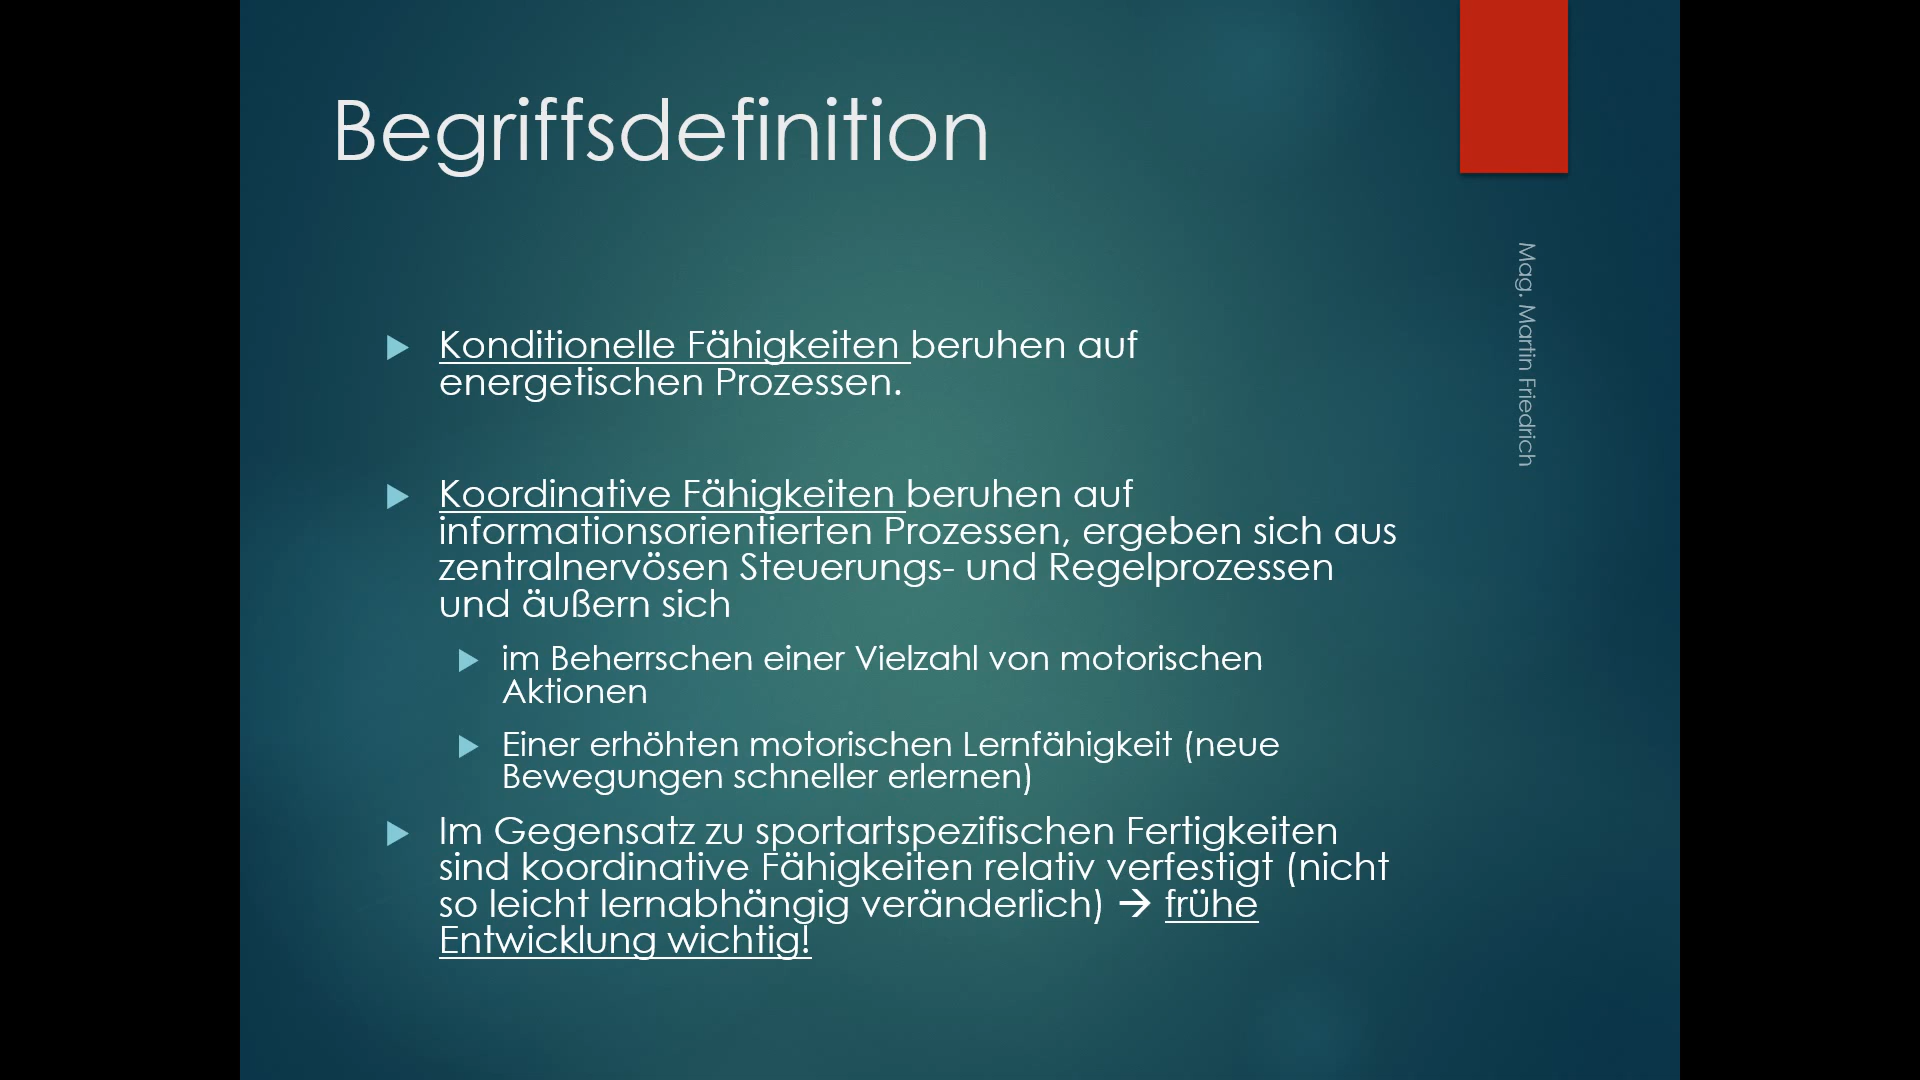 Begriffsdefinition
Konditionelle Fähigkeiten beruhen auf
energetischen Prozessen.
Koordinative Fähigkeiten beruhen auf
informationsorientierten Prozessen, ergeben sich aus
zentralnervösen Steuerungs- und Regelprozessen
und äußern sich
im Beherrschen einer Vielzahl von motorischen
Aktionen
Einer erhöhten motorischen Lernfähigkeit (neue
Bewegungen schneller erlernen)
Im Gegensatz zu sportartspezifischen Fertigkeiten
sind koordinative Fähigkeiten relativ verfestigt (nicht
so leicht lernabhängig veränderlich) → frühe
Entwicklung wichtig!
Mag. Martin Friedrich